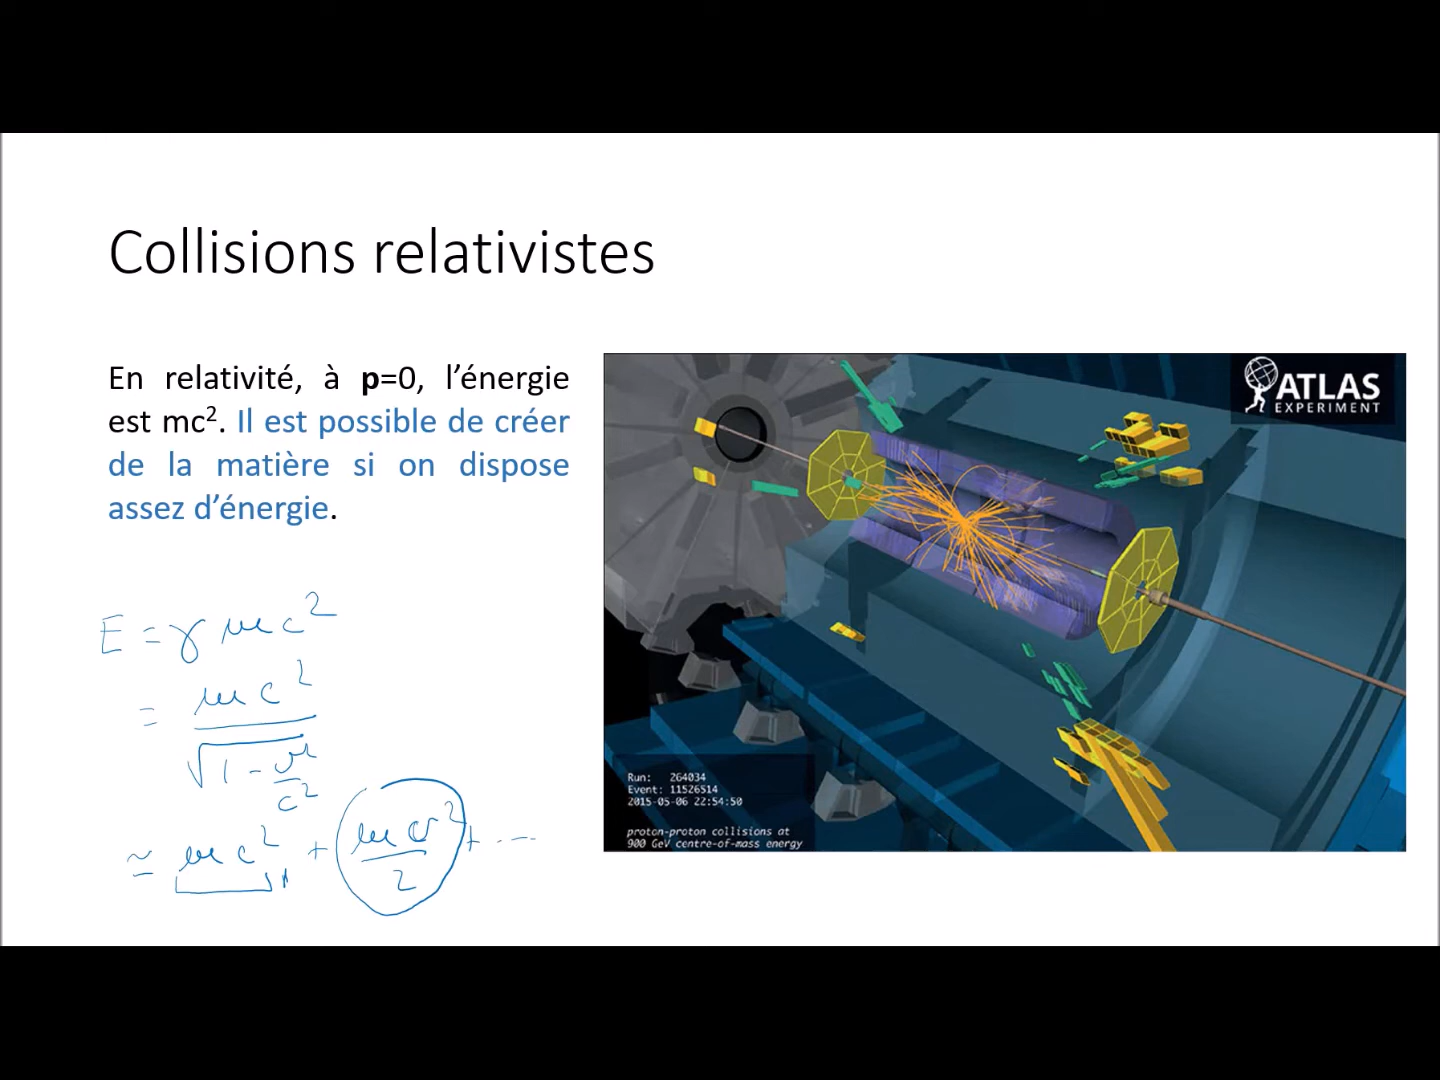 Collisions relativistes
En relativité, à p=0, l’énergie
est mc². Il est possible de créer
de la matière si on dispose
assez d’énergie.
E = γmc²
= mc² / √1 - v²/c²
≃ mc² + mv²/2 + ...
ATLAS
EXPERIMENT
Run: 264034
Event: 11526514
2015-05-06 22:54:50
proton-proton collisions at
900 GeV centre-of-mass energy